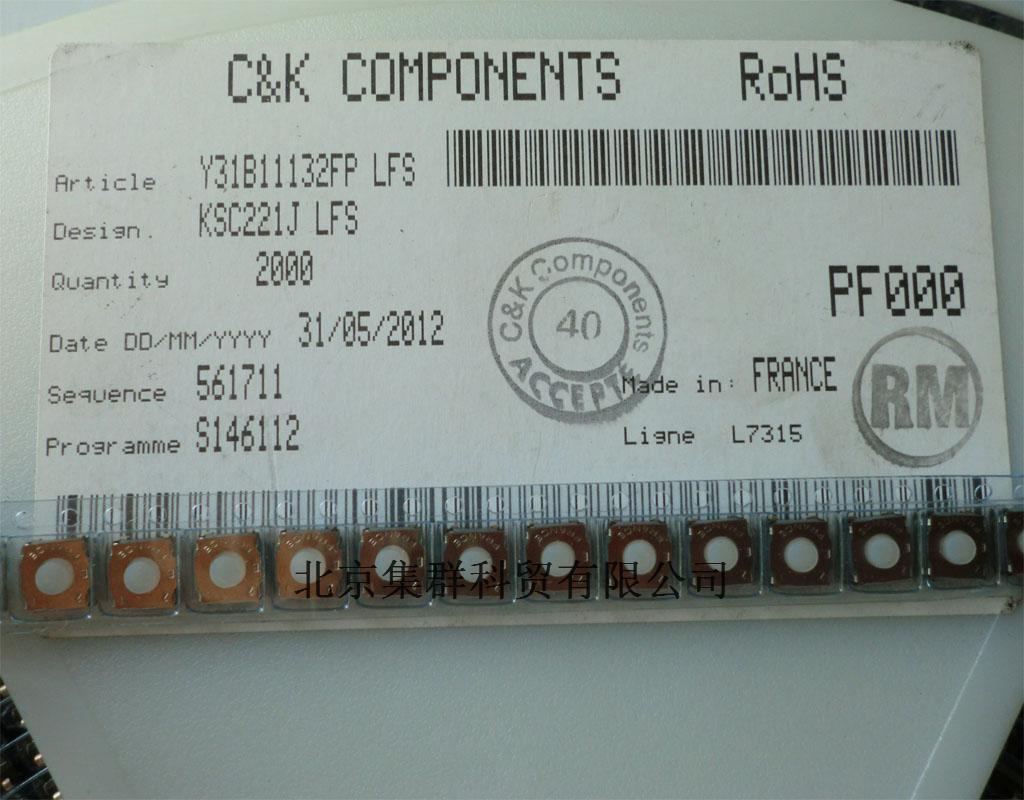 C&K COMPONENTS RoHS
Article Y31B11132FP LFS
Design. KSC221J LFS
Quantity 2000
PF000
C&K Components
40
ACCEPTE
Date DD/MM/YYYY 31/05/2012
Sequence 561711
Made in: FRANCE
RM
Programme S146112
Ligne L7315
北京集群科贸有限公司